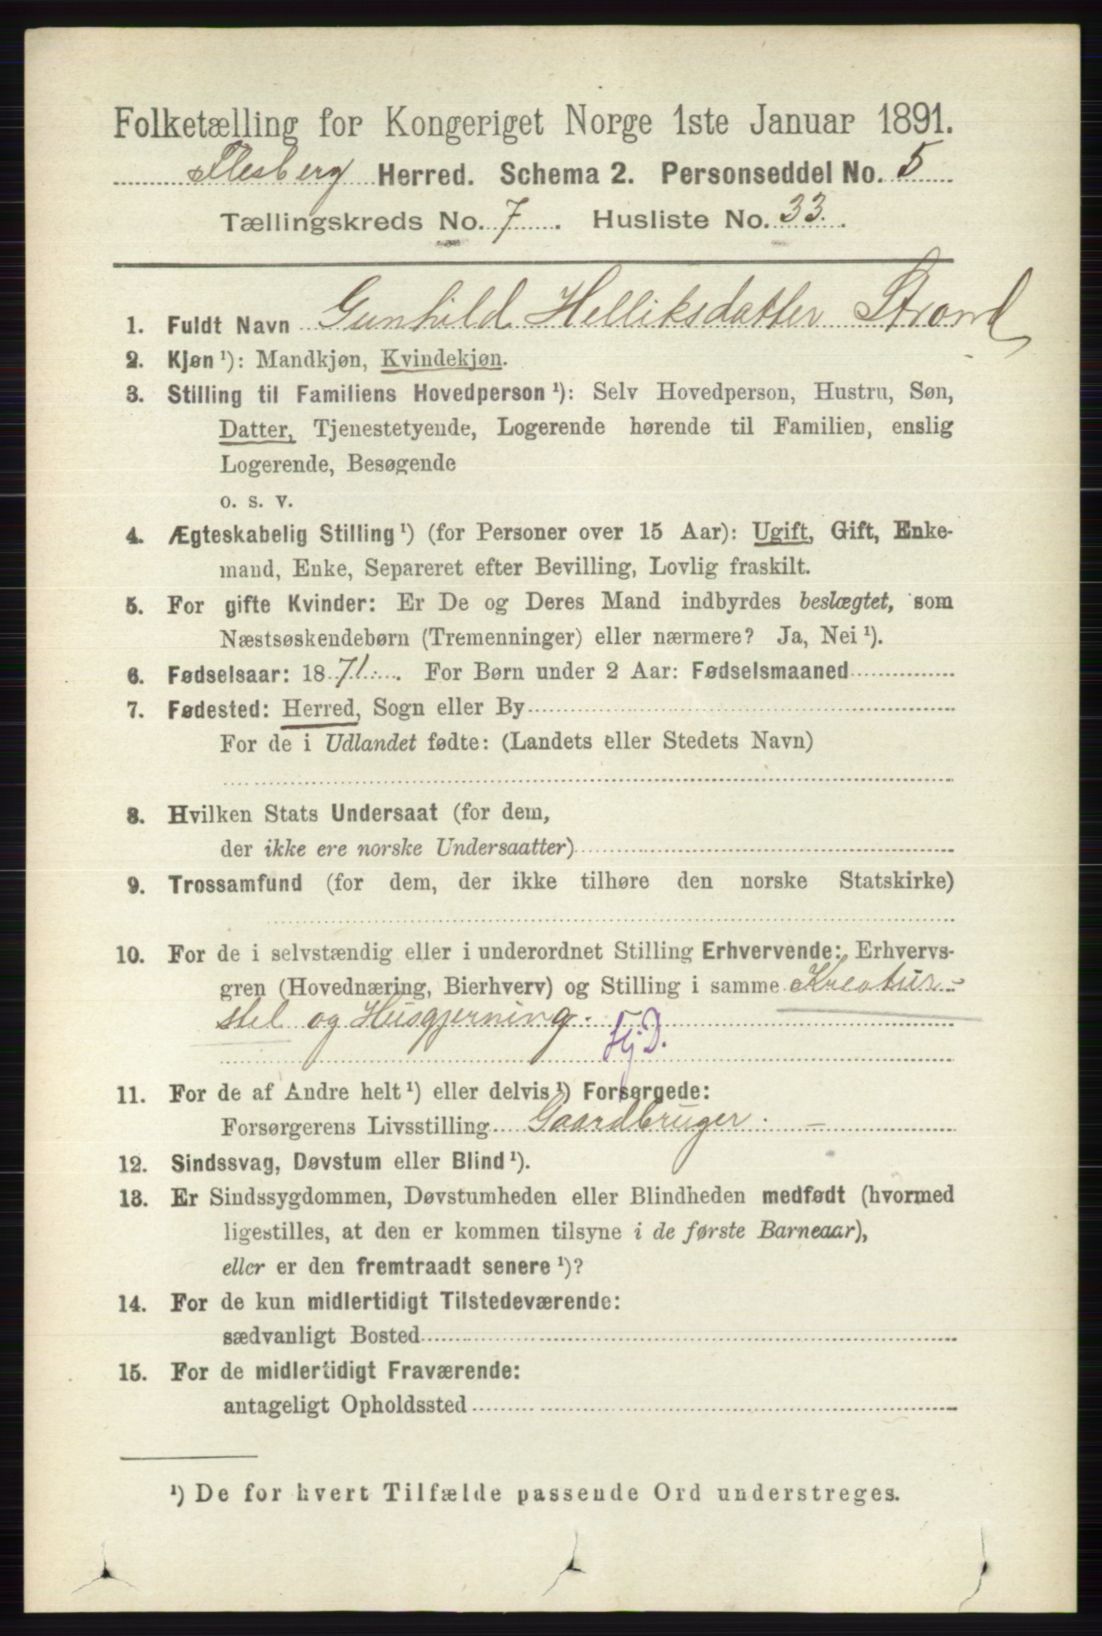 Folketælling for Kongeriget Norge 1ste Januar 1891.
Flesberg Herred. Schema 2. Personseddel No. 5
Tællingskreds No. 7. Husliste No. 33.
1. Fuldt Navn Gunhild Helliksdatter Strand
2. Kjøn ¹): Mandkjøn, Kvindekjøn.
3. Stilling til Familiens Hovedperson ¹): Selv Hovedperson, Hustru, Søn,
Datter, Tjenestetyende, Logerende hørende til Familien, enslig
Logerende, Besøgende
o. s. v.
4. Ægteskabelig Stilling ¹) (for Personer over 15 Aar): Ugift, Gift, Enke-
mand, Enke, Separeret efter Bevilling, Lovlig fraskilt.
5. For gifte Kvinder: Er De og Deres Mand indbyrdes beslægtet, som
Næstsøskendebørn (Tremenninger) eller nærmere? Ja, Nei ¹).
6. Fødselsaar: 1871. For Børn under 2 Aar: Fødselsmaaned
7. Fødested: Herred, Sogn eller By
For de i Udlandet fødte: (Landets eller Stedets Navn)
8. Hvilken Stats Undersaat (for dem,
der ikke ere norske Undersaatter)
9. Trossamfund (for dem, der ikke tilhøre den norske Statskirke)
10. For de i selvstændig eller i underordnet Stilling Erhvervende: Erhvervs-
gren (Hovednæring, Bierhverv) og Stilling i samme Kreatur-
stel og Husgjerning.
Hj. D.
11. For de af Andre helt ¹) eller delvis ¹) Forsørgede:
Forsørgerens Livsstilling Gaardbruger. —
12. Sindssvag, Døvstum eller Blind ¹).
13. Er Sindssygdommen, Døvstumheden eller Blindheden medfødt (hvormed
ligestilles, at den er kommen tilsyne i de første Barneaar),
eller er den fremtraadt senere ¹)?
14. For de kun midlertidigt Tilstedeværende:
sædvanligt Bosted
15. For de midlertidigt Fraværende:
antageligt Opholdssted
¹) De for hvert Tilfælde passende Ord understreges.